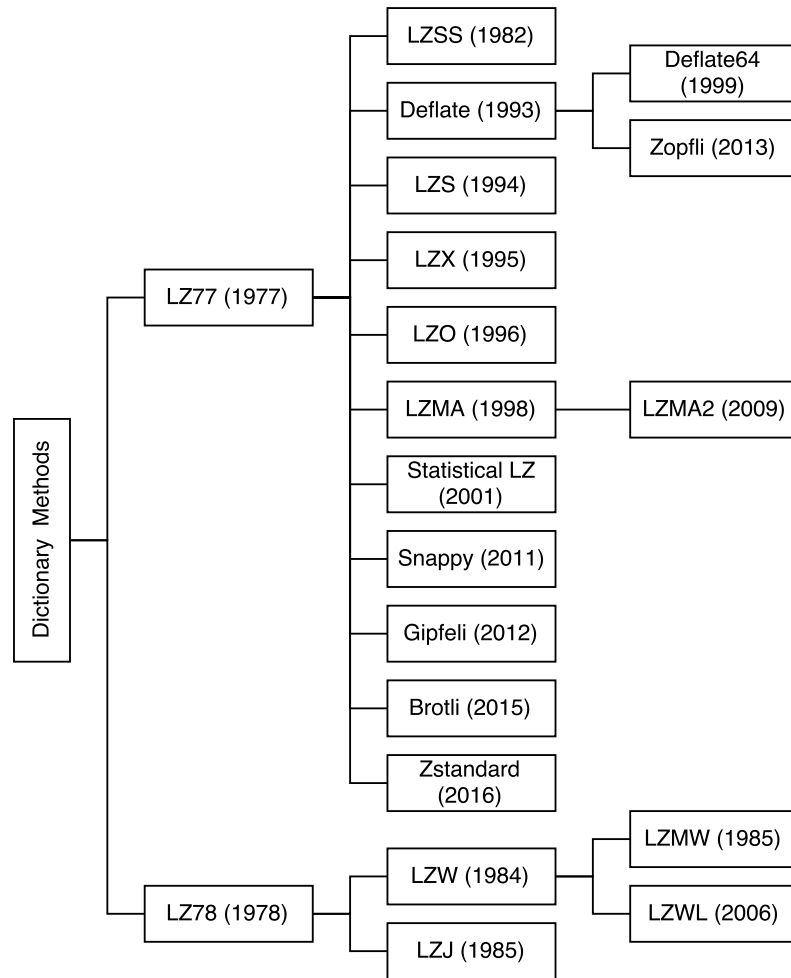 Dictionary Methods
LZ77 (1977)
LZSS (1982)
Deflate (1993)
Deflate64
(1999)
Zopfli (2013)
LZS (1994)
LZX (1995)
LZO (1996)
LZMA (1998)
LZMA2 (2009)
Statistical LZ
(2001)
Snappy (2011)
Gipfeli (2012)
Brotli (2015)
Zstandard
(2016)
LZ78 (1978)
LZW (1984)
LZMW (1985)
LZWL (2006)
LZJ (1985)